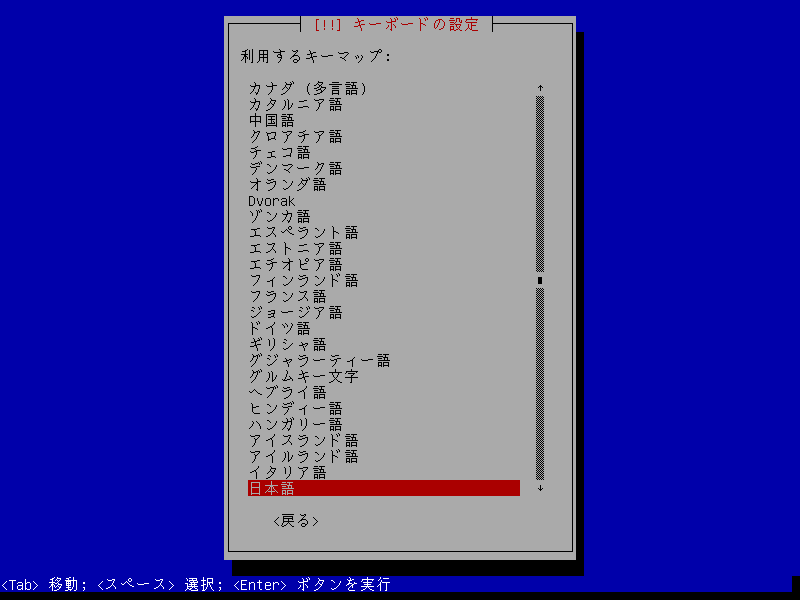 [!!] キーボードの設定
利用するキーマップ:
カナダ (多言語)
カタルニア語
中国語
クロアチア語
チェコ語
デンマーク語
オランダ語
Dvorak
ゾンカ語
エスペラント語
エストニア語
エチオピア語
フィンランド語
フランス語
ジョージア語
ドイツ語
ギリシャ語
グジャラーティー語
グルムキー文字
ヘブライ語
ヒンディー語
ハンガリー語
アイスランド語
アイルランド語
イタリア語
日本語
<戻る>
<Tab> 移動; <スペース> 選択; <Enter> ボタンを実行